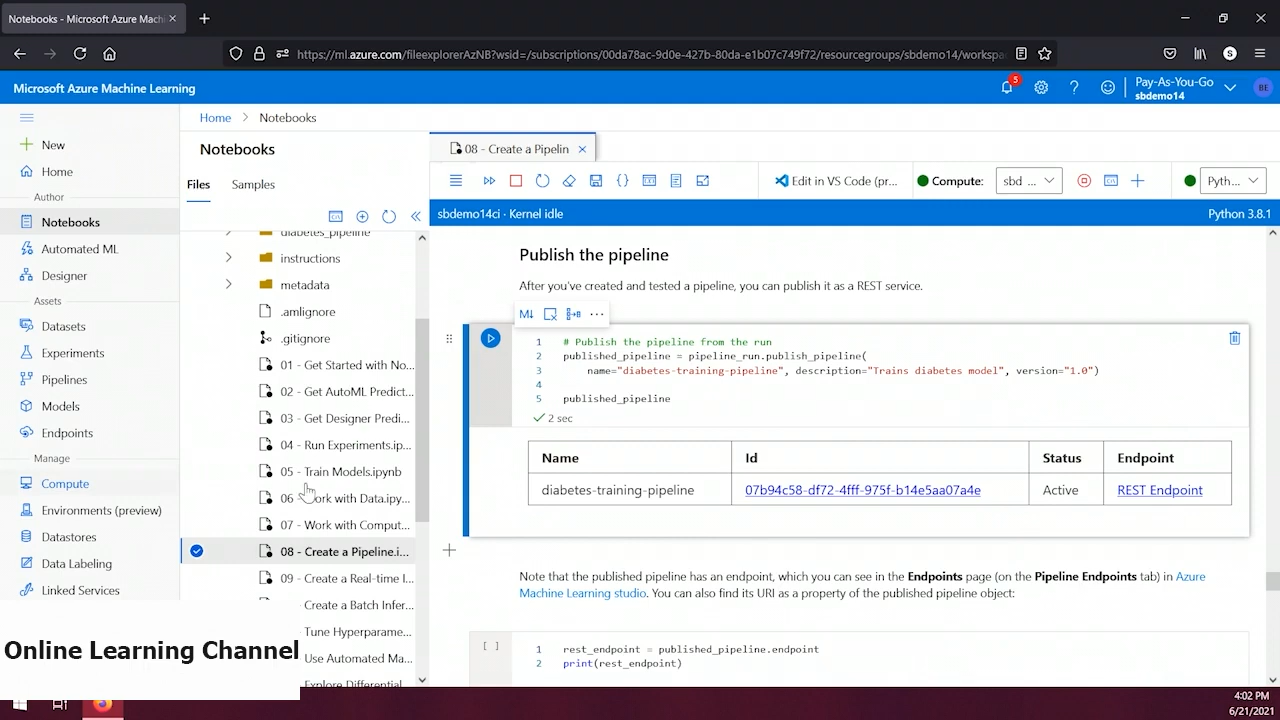 Notebooks - Microsoft Azure Machi
https://ml.azure.com/fileexplorerAzNB?wsid=/subscriptions/00da78ac-9d0e-427b-80da-e1b07c749f72/resourcegroups/sbdemo14/workspa
Microsoft Azure Machine Learning
5
Pay-As-You-Go
sbdemo14
BE
New
Home
Author
Notebooks
Automated ML
Designer
Assets
Datasets
Experiments
Pipelines
Models
Endpoints
Manage
Compute
Environments (preview)
Datastores
Data Labeling
Linked Services
Home > Notebooks
Notebooks
Files Samples
diabetes_pipeline
instructions
metadata
.amlignore
.gitignore
01 - Get Started with No...
02 - Get AutoML Predict...
03 - Get Designer Predi...
04 - Run Experiments.ip...
05 - Train Models.ipynb
06 - Work with Data.ipy...
07 - Work with Comput...
08 - Create a Pipeline.i...
09 - Create a Real-time I...
Create a Batch Infer...
Tune Hyperparame...
Use Automated Ma...
Explore Differential
08 - Create a Pipelin
Edit in VS Code (pr...
Compute: sbd ...
Pyth...
sbdemo14ci - Kernel idle
Python 3.8.1
Publish the pipeline
After you've created and tested a pipeline, you can publish it as a REST service.
M↓
1 # Publish the pipeline from the run
2 published_pipeline = pipeline_run.publish_pipeline(
3 name="diabetes-training-pipeline", description="Trains diabetes model", version="1.0")
4
5 published_pipeline
2 sec
Name Id Status Endpoint
diabetes-training-pipeline 07b94c58-df72-4fff-975f-b14e5aa07a4e Active REST Endpoint
Note that the published pipeline has an endpoint, which you can see in the Endpoints page (on the Pipeline Endpoints tab) in Azure
Machine Learning studio. You can also find its URI as a property of the published pipeline object:
[ ]
1 rest_endpoint = published_pipeline.endpoint
2 print(rest_endpoint)
Online Learning Channel
4:02 PM
6/21/2021